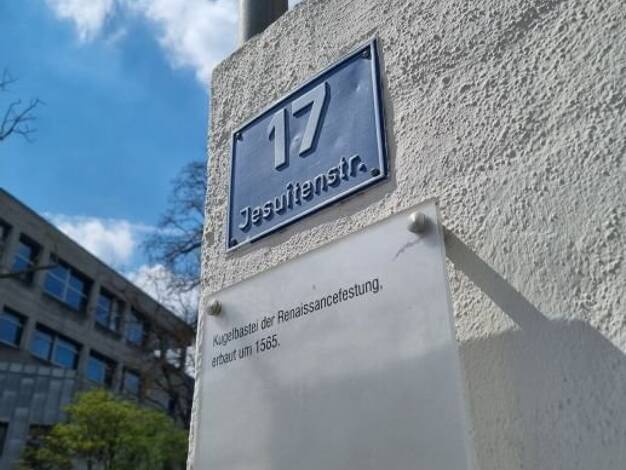 17
Jesuitenstr.
Kugelbastei der Renaissancefestung,
erbaut um 1565.